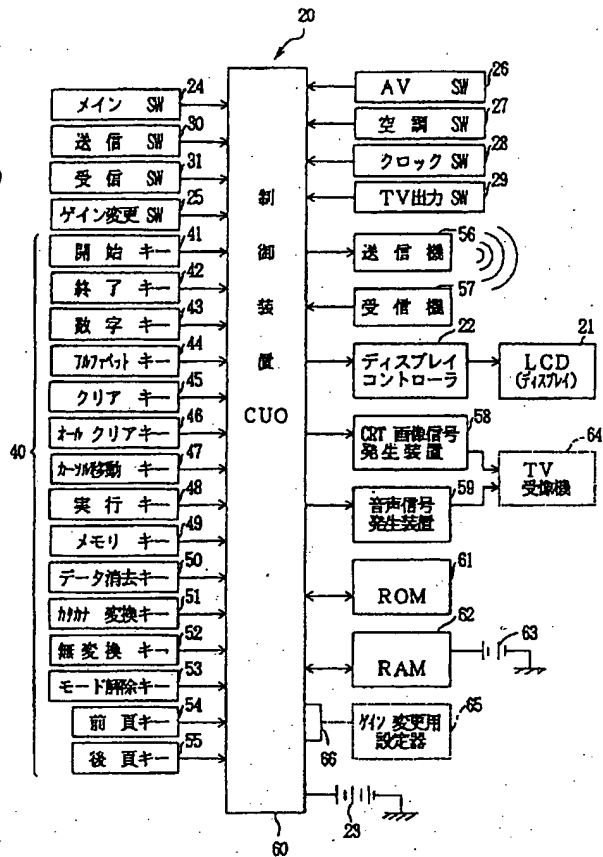 20
メイン SW
24
送信 SW
30
受信 SW
31
ゲイン変更 SW
25
開始 キー
41
終了 キー
42
数字 キー
43
アルファベット キー
44
クリア キー
45
オール クリアキー
46
カーソル移動 キー
47
実行 キー
48
メモリ キー
49
データ消去キー
50
カタカナ 変換キー
51
無変換 キー
52
モード解除キー
53
前頁キー
54
後頁キー
55
40
制
御
装
置
CUO
60
AV SW
26
空調 SW
27
クロック SW
28
TV出力 SW
29
送信機
56
受信機
57
ディスプレイ
コントローラ
22
LCD
(ディスプレイ)
21
CRT 画像信号
発生装置
58
音声信号
発生装置
59
TV
受像機
64
ROM
61
RAM
62
63
ゲイン 変更用
設定器
65
66
23